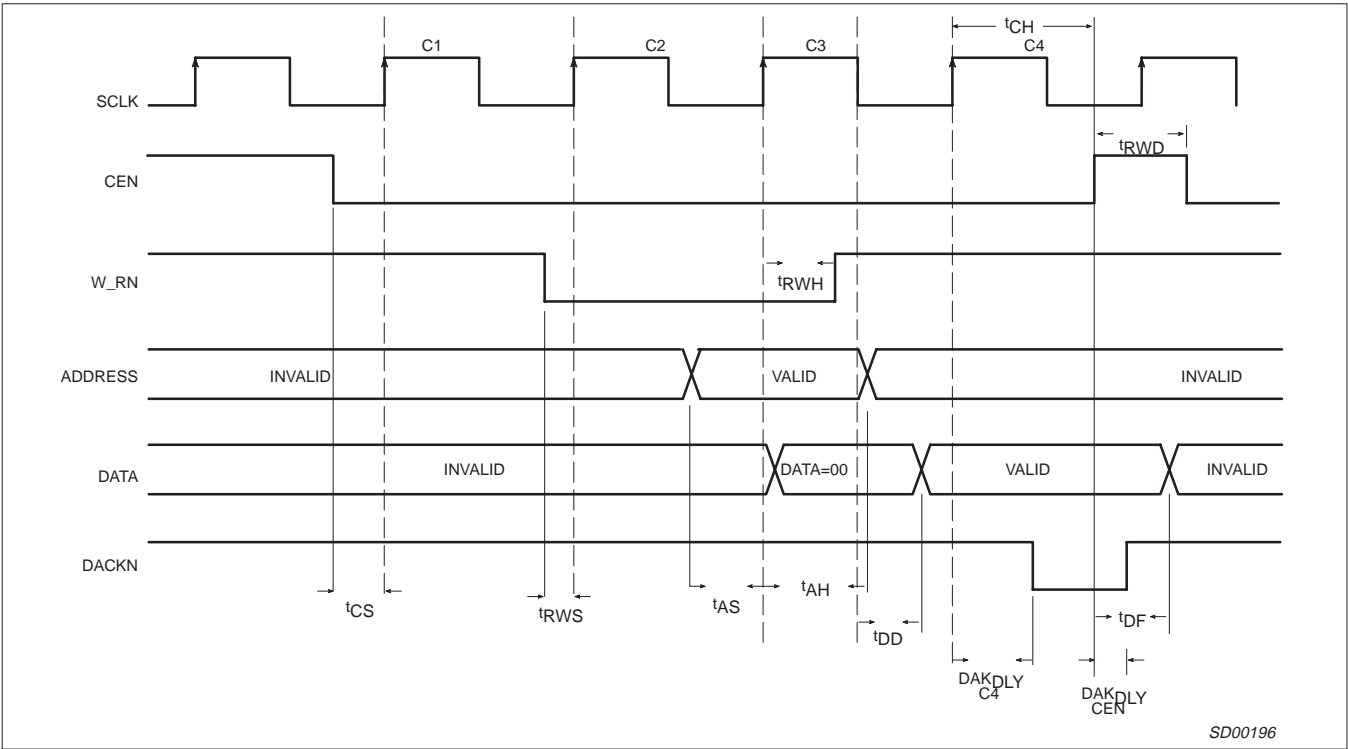 tCH
C1 C2 C3 C4
SCLK
tRWD
CEN
W_RN
tRWH
ADDRESS INVALID VALID INVALID
DATA INVALID DATA=00 VALID INVALID
DACKN
tCS tRWS tAS tAH tDD tDF
DAKDLY C4
DAKDLY CEN
SD00196